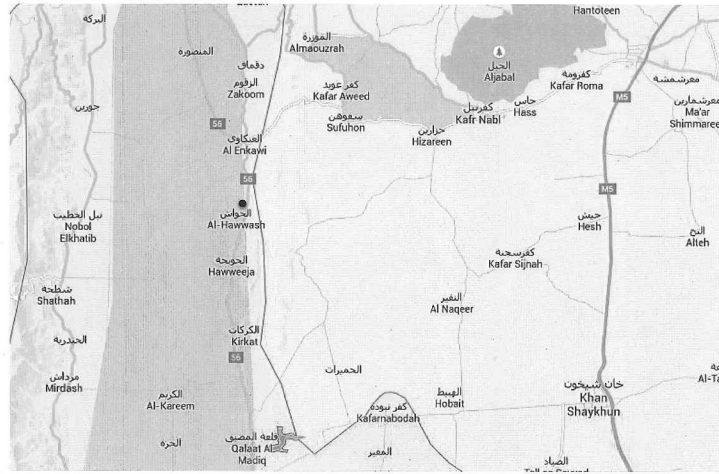 Hantoteen
البركة
المنصورة
الموزرة
Almaouzrah
دقماق
الزقوم
Zakoom
كفر عويد
Kafar Aweed
سفوهن
Sufuhon
الجبل
Aljabal
كفرومة
Kafar Roma
معرشمشة
معرشمارين
Ma'ar
Shimmaree
M5
حاس
Hass
كفرنبل
Kafr Nabl
حزارين
Hizareen
جورين
56
العنكاوي
Al Enkawi
56
M5
نبل الخطيب
Nobol
Elkhatib
الحواش
Al-Hawwash
حيش
Hesh
التح
Alteh
كفرسجنة
Kafar Sijnah
الحويجة
Hawweeja
شطحة
Shathah
النقير
Al Naqeer
الكركات
Kirkat
56
الحيدرية
مرداش
Mirdash
الحميرات
الكريم
Al-Kareem
كفر نبودة
Kafarnabodah
الهبيط
Hobait
خان شيخون
Khan
Shaykhun
Al-Ta
الحرة
قلعة المضيق
Qalaat Al-
Madiq
المغير
الصياد